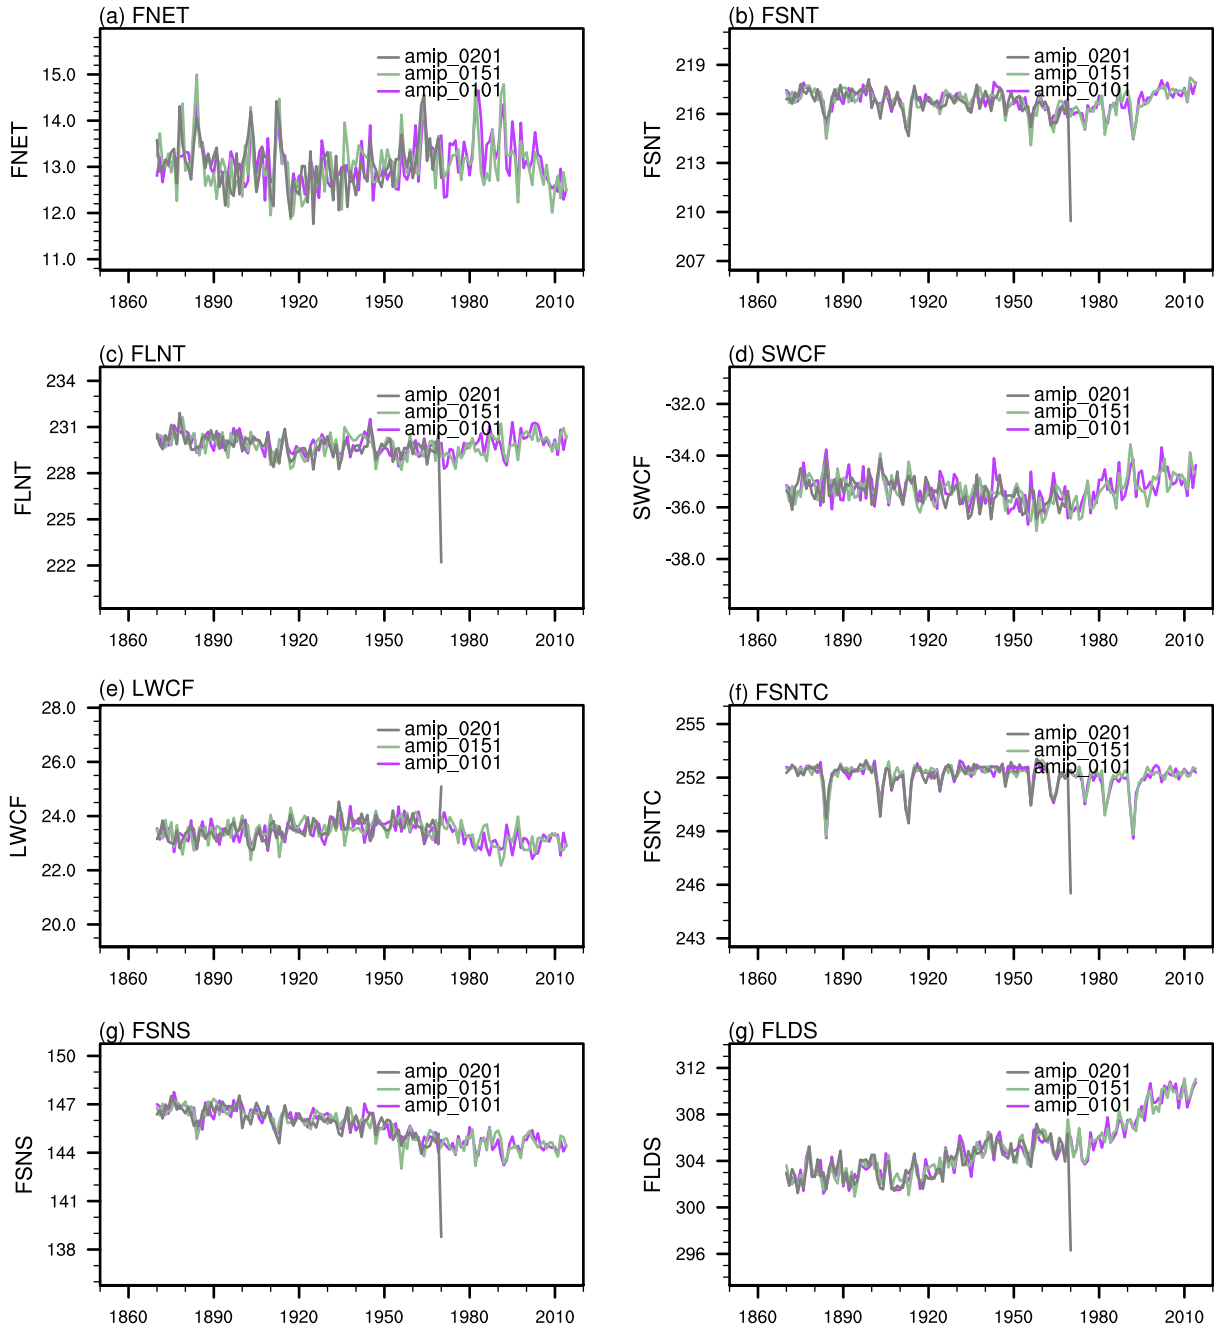 (a) FNET
amip_0201
amip_0151
amip_0101
FNET
15.0
14.0
13.0
12.0
11.0
1860 1890 1920 1950 1980 2010
(b) FSNT
amip_0201
amip_0151
amip_0101
FSNT
219
216
213
210
207
1860 1890 1920 1950 1980 2010
(c) FLNT
amip_0201
amip_0151
amip_0101
FLNT
234
231
228
225
222
1860 1890 1920 1950 1980 2010
(d) SWCF
amip_0201
amip_0151
amip_0101
SWCF
-32.0
-34.0
-36.0
-38.0
1860 1890 1920 1950 1980 2010
(e) LWCF
amip_0201
amip_0151
amip_0101
LWCF
28.0
26.0
24.0
22.0
20.0
1860 1890 1920 1950 1980 2010
(f) FSNTC
amip_0201
amip_0151
amip_0101
FSNTC
255
252
249
246
243
1860 1890 1920 1950 1980 2010
(g) FSNS
amip_0201
amip_0151
amip_0101
FSNS
150
147
144
141
138
1860 1890 1920 1950 1980 2010
(g) FLDS
amip_0201
amip_0151
amip_0101
FLDS
312
308
304
300
296
1860 1890 1920 1950 1980 2010